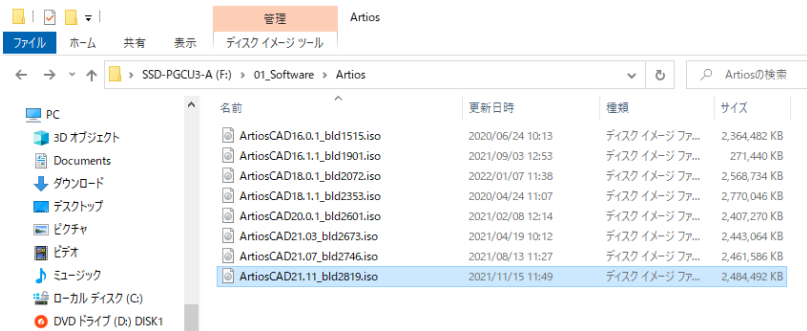 管理 Artios
ファイル ホーム 共有 表示 ディスク イメージ ツール
SSD-PGCU3-A (F:) › 01_Software › Artios Artiosの検索
PC
3D オブジェクト
Documents
ダウンロード
デスクトップ
ピクチャ
ビデオ
ミュージック
ローカル ディスク (C:)
DVD ドライブ (D:) DISK1
名前 更新日時 種類 サイズ
ArtiosCAD16.0.1_bld1515.iso 2020/06/24 10:13 ディスク イメージ ファ... 2,364,482 KB
ArtiosCAD16.1.1_bld1901.iso 2021/09/03 12:53 ディスク イメージ ファ... 271,440 KB
ArtiosCAD18.0.1_bld2072.iso 2022/01/07 11:38 ディスク イメージ ファ... 2,568,734 KB
ArtiosCAD18.1.1_bld2353.iso 2020/04/24 11:07 ディスク イメージ ファ... 2,770,046 KB
ArtiosCAD20.0.1_bld2601.iso 2021/02/08 12:14 ディスク イメージ ファ... 2,407,270 KB
ArtiosCAD21.03_bld2673.iso 2021/04/19 10:12 ディスク イメージ ファ... 2,443,064 KB
ArtiosCAD21.07_bld2746.iso 2021/08/13 11:27 ディスク イメージ ファ... 2,461,586 KB
ArtiosCAD21.11_bld2819.iso 2021/11/15 11:49 ディスク イメージ ファ... 2,484,492 KB